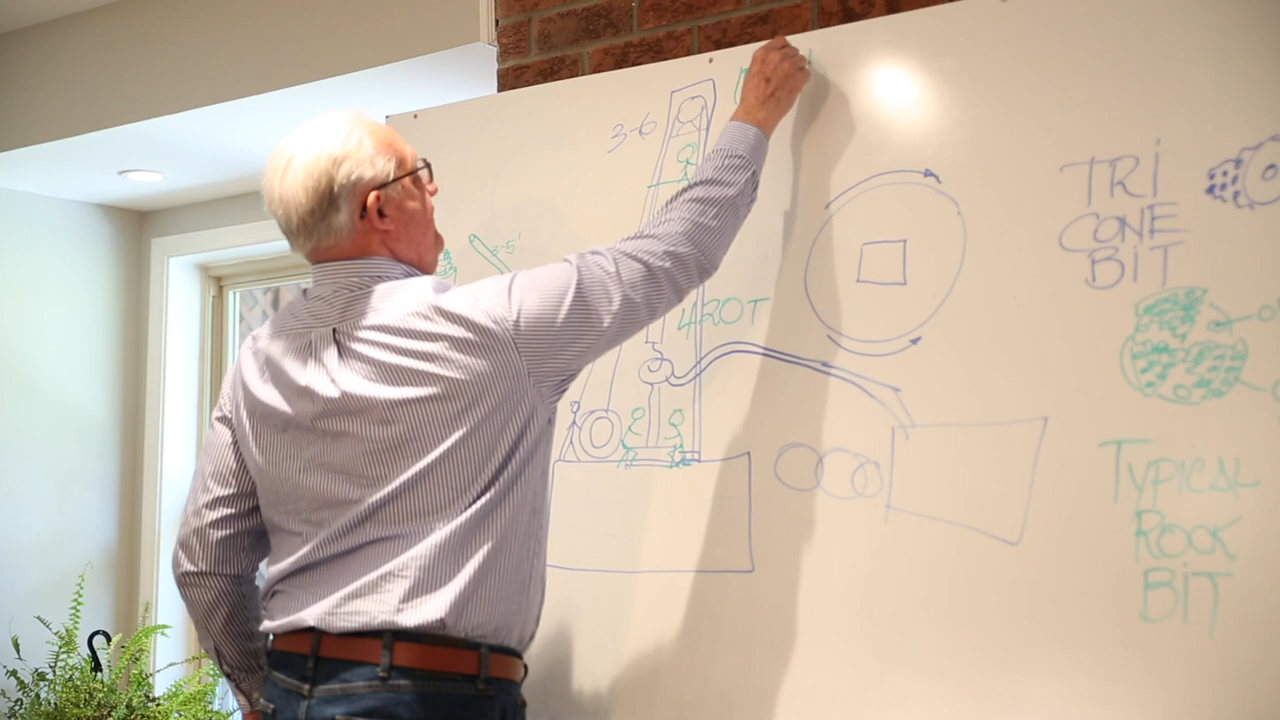 3-6
3-5'
420T
TRI
CONE
BIT
TYPICAL
ROCK
BIT